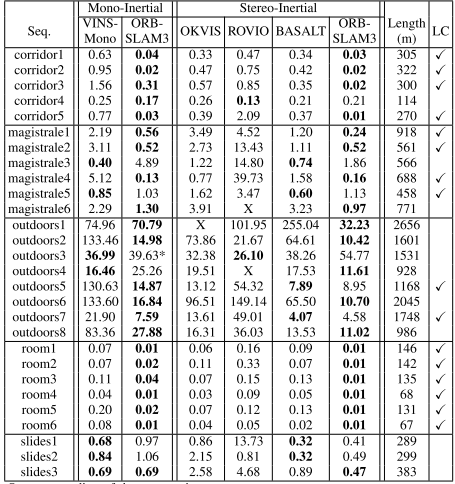 Mono-Inertial Stereo-Inertial
Seq. VINS-Mono ORB-SLAM3 OKVIS ROVIO BASALT ORB-SLAM3 Length (m) LC
corridor1 0.63 0.04 0.33 0.47 0.34 0.03 305 ✓
corridor2 0.95 0.02 0.47 0.75 0.42 0.02 322 ✓
corridor3 1.56 0.31 0.57 0.85 0.35 0.02 300 ✓
corridor4 0.25 0.17 0.26 0.13 0.21 0.21 114
corridor5 0.77 0.03 0.39 2.09 0.37 0.01 270 ✓
magistrale1 2.19 0.56 3.49 4.52 1.20 0.24 918 ✓
magistrale2 3.11 0.52 2.73 13.43 1.11 0.52 561 ✓
magistrale3 0.40 4.89 1.22 14.80 0.74 1.86 566
magistrale4 5.12 0.13 0.77 39.73 1.58 0.16 688 ✓
magistrale5 0.85 1.03 1.62 3.47 0.60 1.13 458 ✓
magistrale6 2.29 1.30 3.91 X 3.23 0.97 771
outdoors1 74.96 70.79 X 101.95 255.04 32.23 2656
outdoors2 133.46 14.98 73.86 21.67 64.61 10.42 1601
outdoors3 36.99 39.63* 32.38 26.10 38.26 54.77 1531
outdoors4 16.46 25.26 19.51 X 17.53 11.61 928
outdoors5 130.63 14.87 13.12 54.32 7.89 8.95 1168 ✓
outdoors6 133.60 16.84 96.51 149.14 65.50 10.70 2045
outdoors7 21.90 7.59 13.61 49.01 4.07 4.58 1748 ✓
outdoors8 83.36 27.88 16.31 36.03 13.53 11.02 986
room1 0.07 0.01 0.06 0.16 0.09 0.01 146 ✓
room2 0.07 0.02 0.11 0.33 0.07 0.01 142 ✓
room3 0.11 0.04 0.07 0.15 0.13 0.01 135 ✓
room4 0.04 0.01 0.03 0.09 0.05 0.01 68 ✓
room5 0.20 0.02 0.07 0.12 0.13 0.01 131 ✓
room6 0.08 0.01 0.04 0.05 0.02 0.01 67 ✓
slides1 0.68 0.97 0.86 13.73 0.32 0.41 289
slides2 0.84 1.06 2.15 0.81 0.32 0.49 299
slides3 0.69 0.69 2.58 4.68 0.89 0.47 383